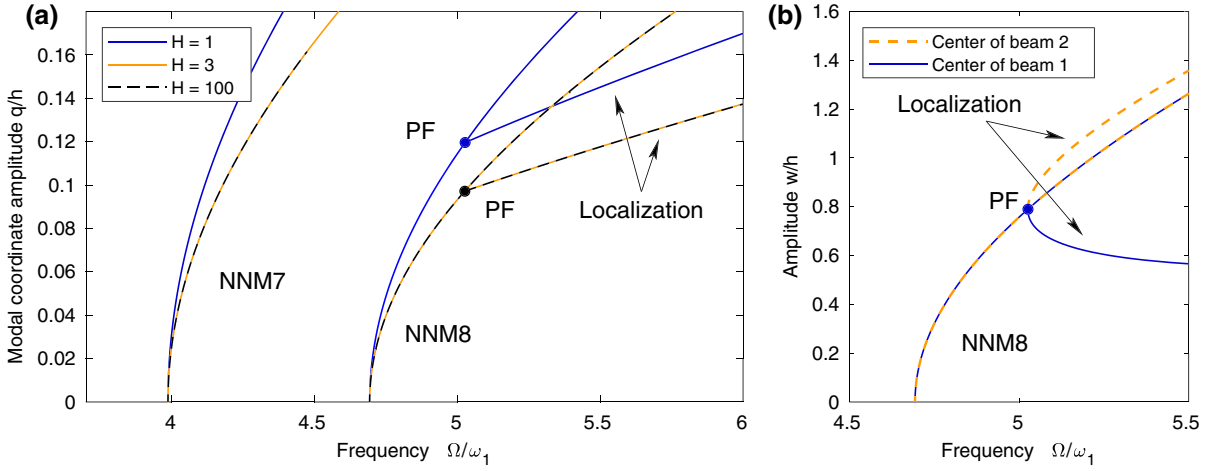 (a)
H = 1
H = 3
H = 100
PF
PF
Localization
NNM7
NNM8
Modal coordinate amplitude q/h
0
0.02
0.04
0.06
0.08
0.1
0.12
0.14
0.16
4
4.5
5
5.5
6
Frequency Ω/ω1
(b)
Center of beam 2
Center of beam 1
Localization
PF
NNM8
Amplitude w/h
0
0.2
0.4
0.6
0.8
1
1.2
1.4
1.6
4.5
5
5.5
Frequency Ω/ω1